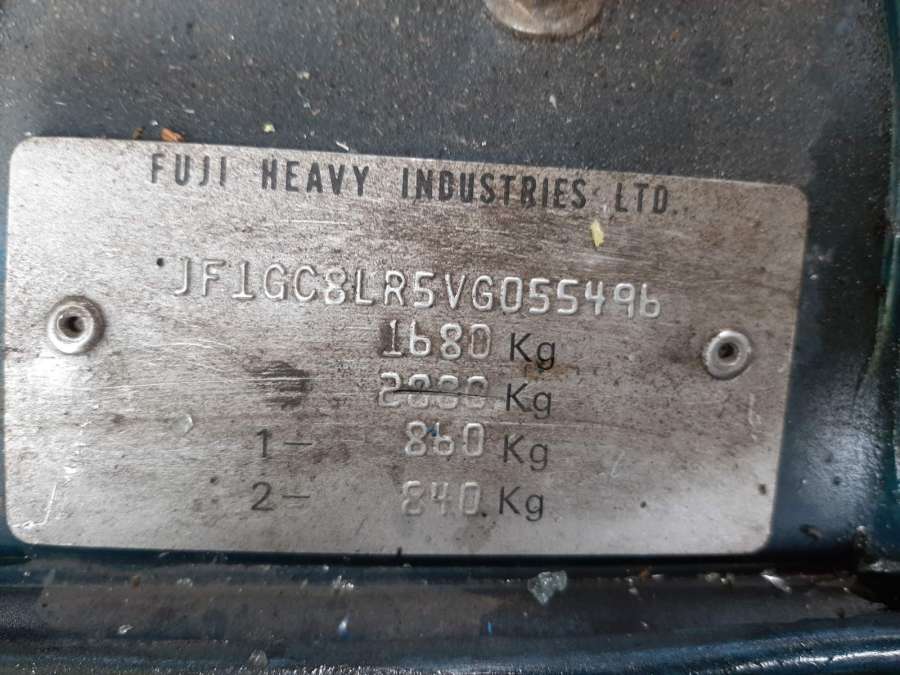 FUJI HEAVY INDUSTRIES LTD.
JF1GC8LR5VG055496
1680 Kg
Kg
1- 860 Kg
2- 840 Kg